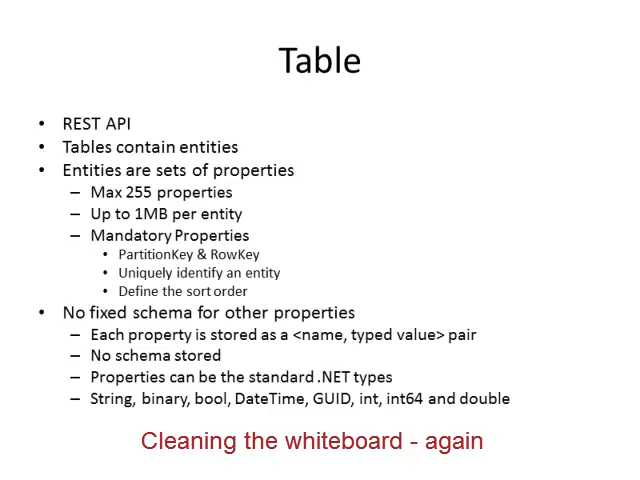 Table
• REST API
• Tables contain entities
• Entities are sets of properties
– Max 255 properties
– Up to 1MB per entity
– Mandatory Properties
• PartitionKey & RowKey
• Uniquely identify an entity
• Define the sort order
• No fixed schema for other properties
– Each property is stored as a <name, typed value> pair
– No schema stored
– Properties can be the standard .NET types
– String, binary, bool, DateTime, GUID, int, int64 and double
Cleaning the whiteboard - again